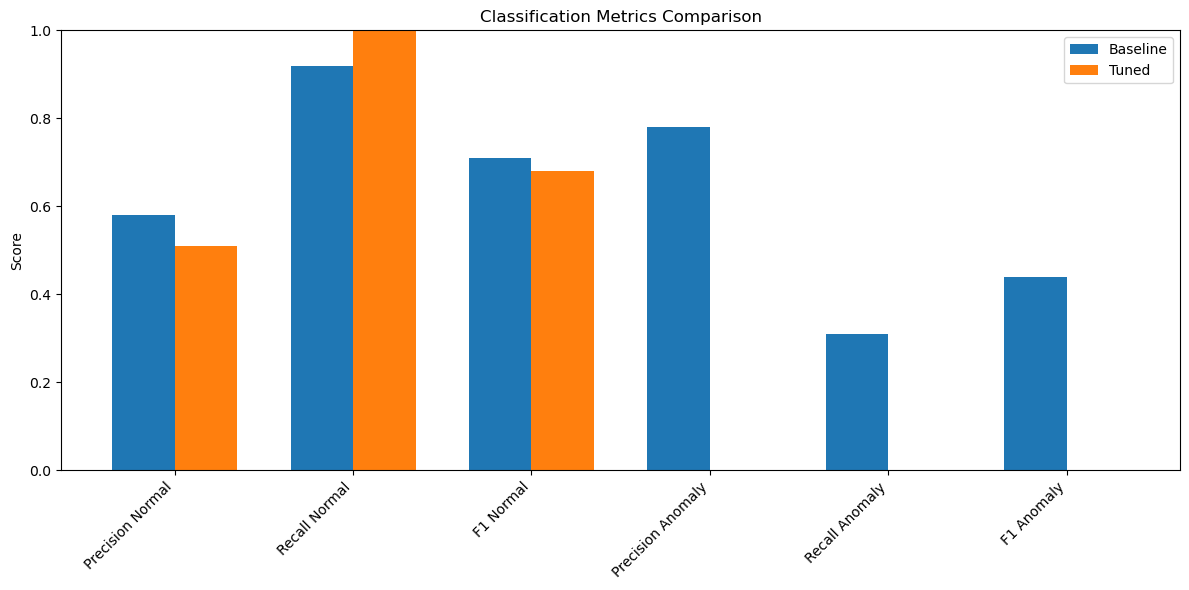 Classification Metrics Comparison
1.0
0.8
0.6
0.4
0.2
0.0
Score
Baseline
Tuned
Precision Normal
Recall Normal
F1 Normal
Precision Anomaly
Recall Anomaly
F1 Anomaly